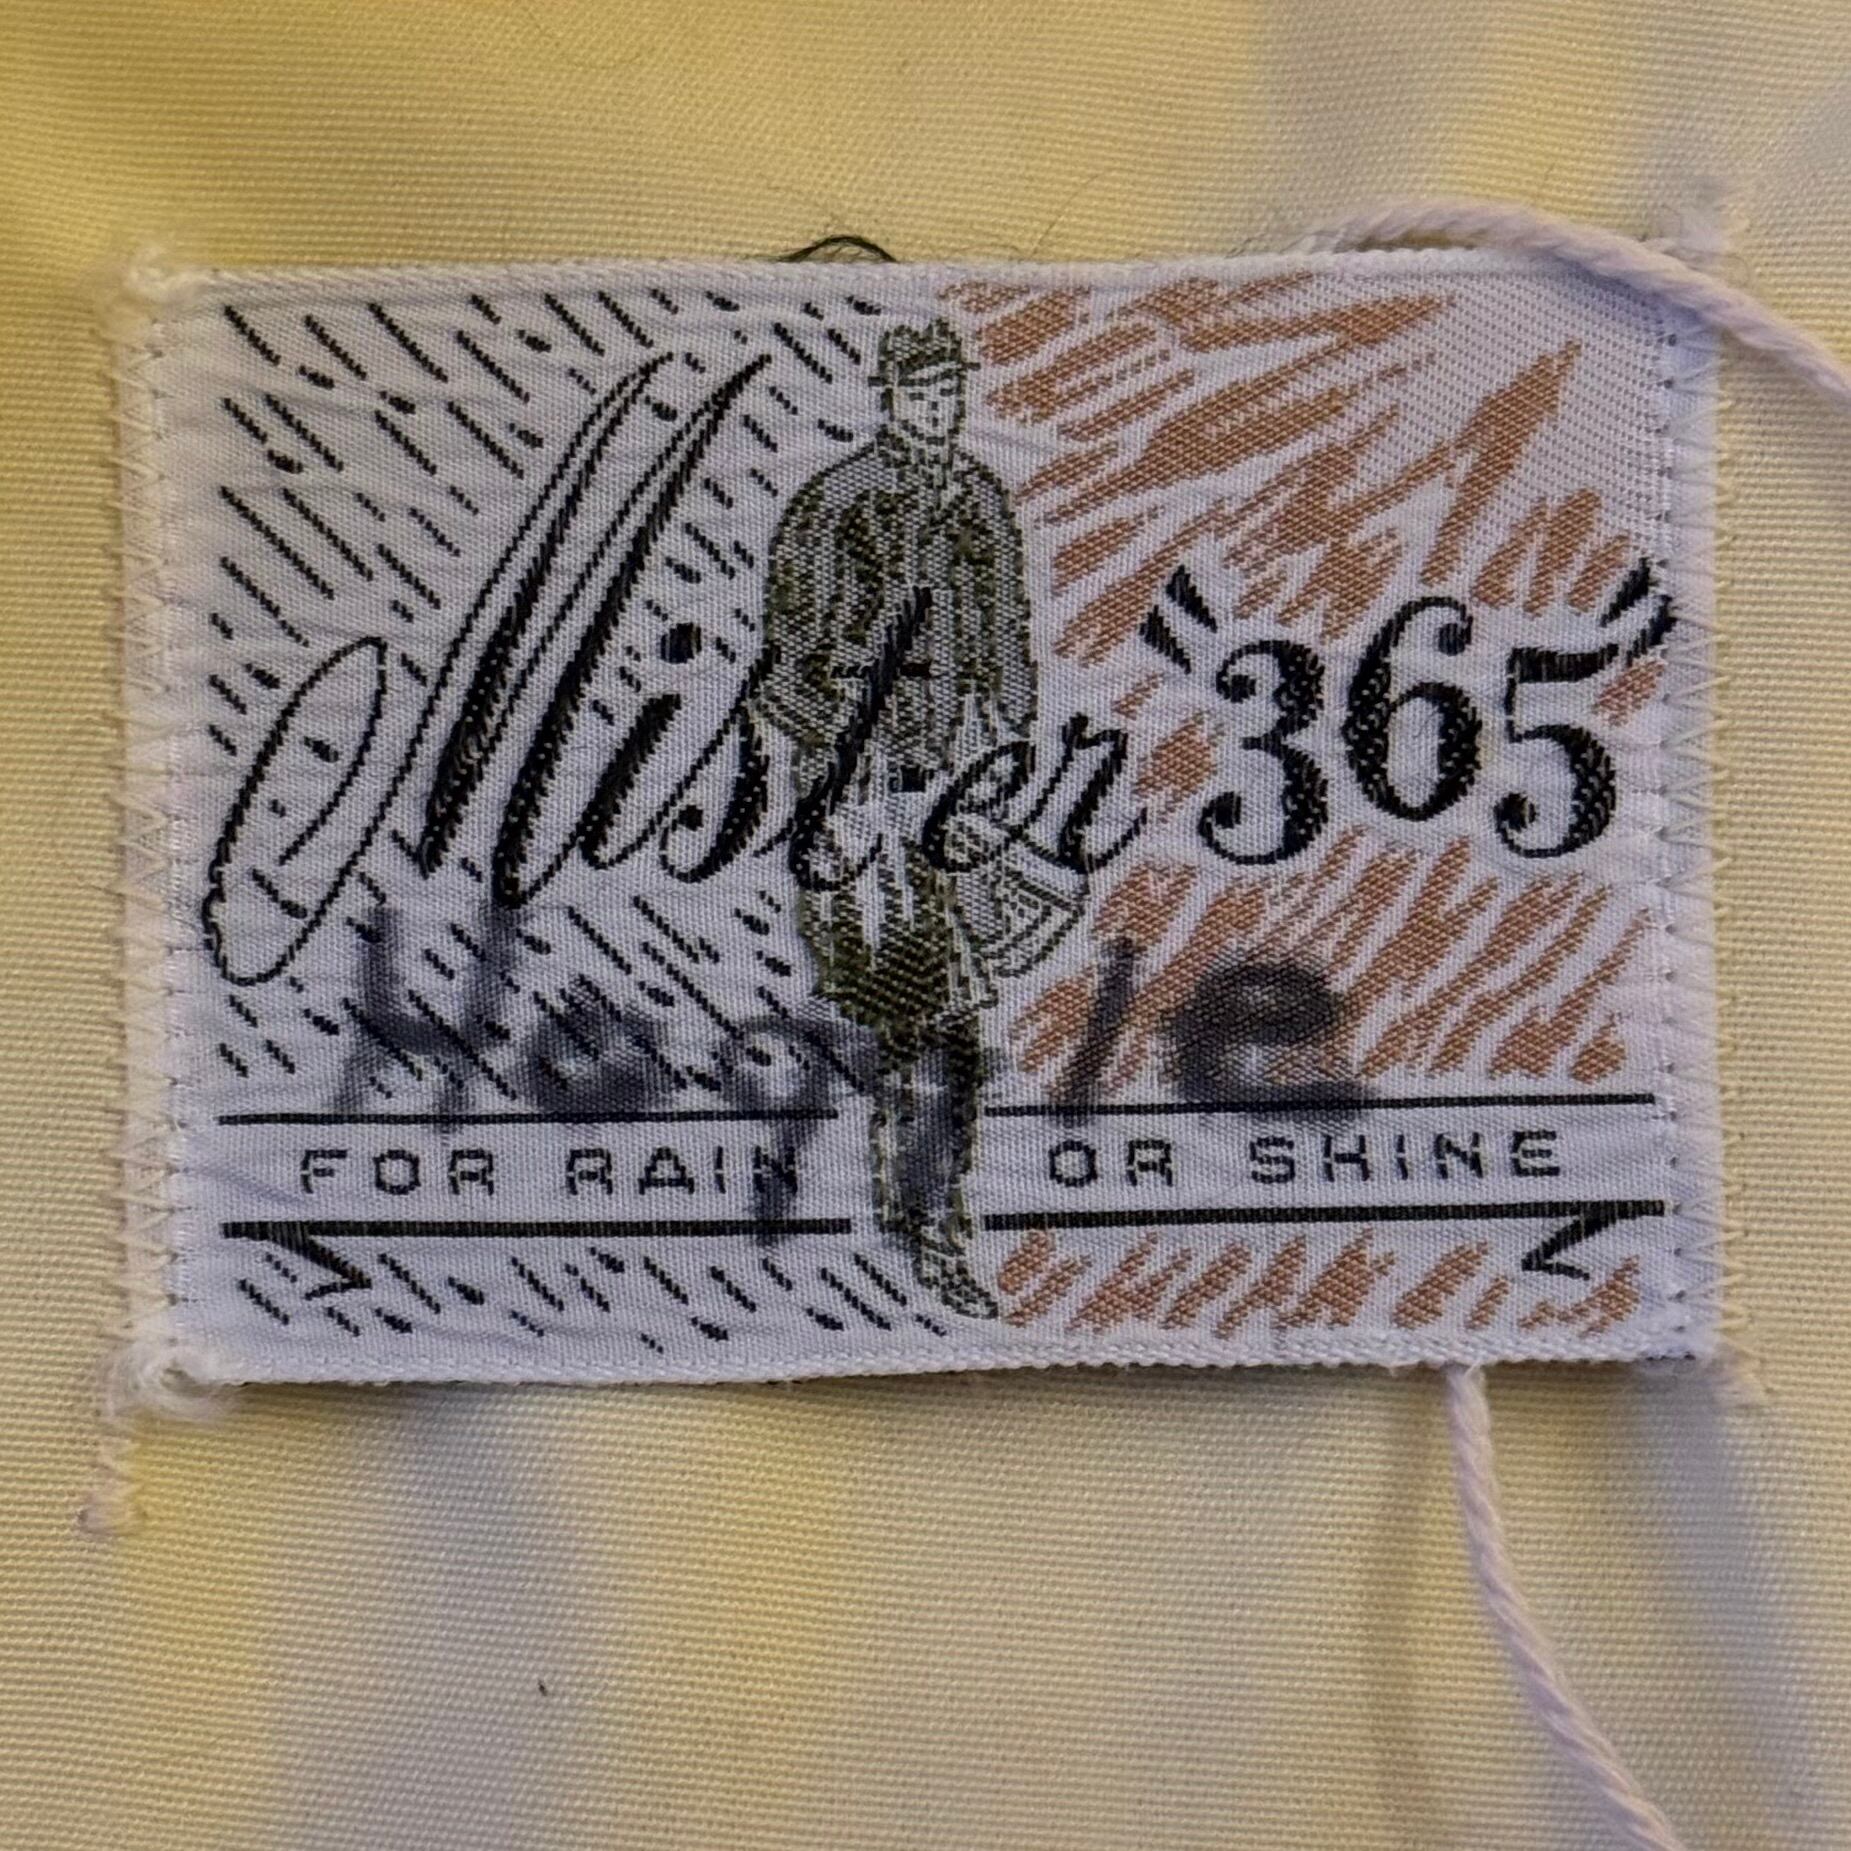 Mister "365"
FOR RAIN OR SHINE